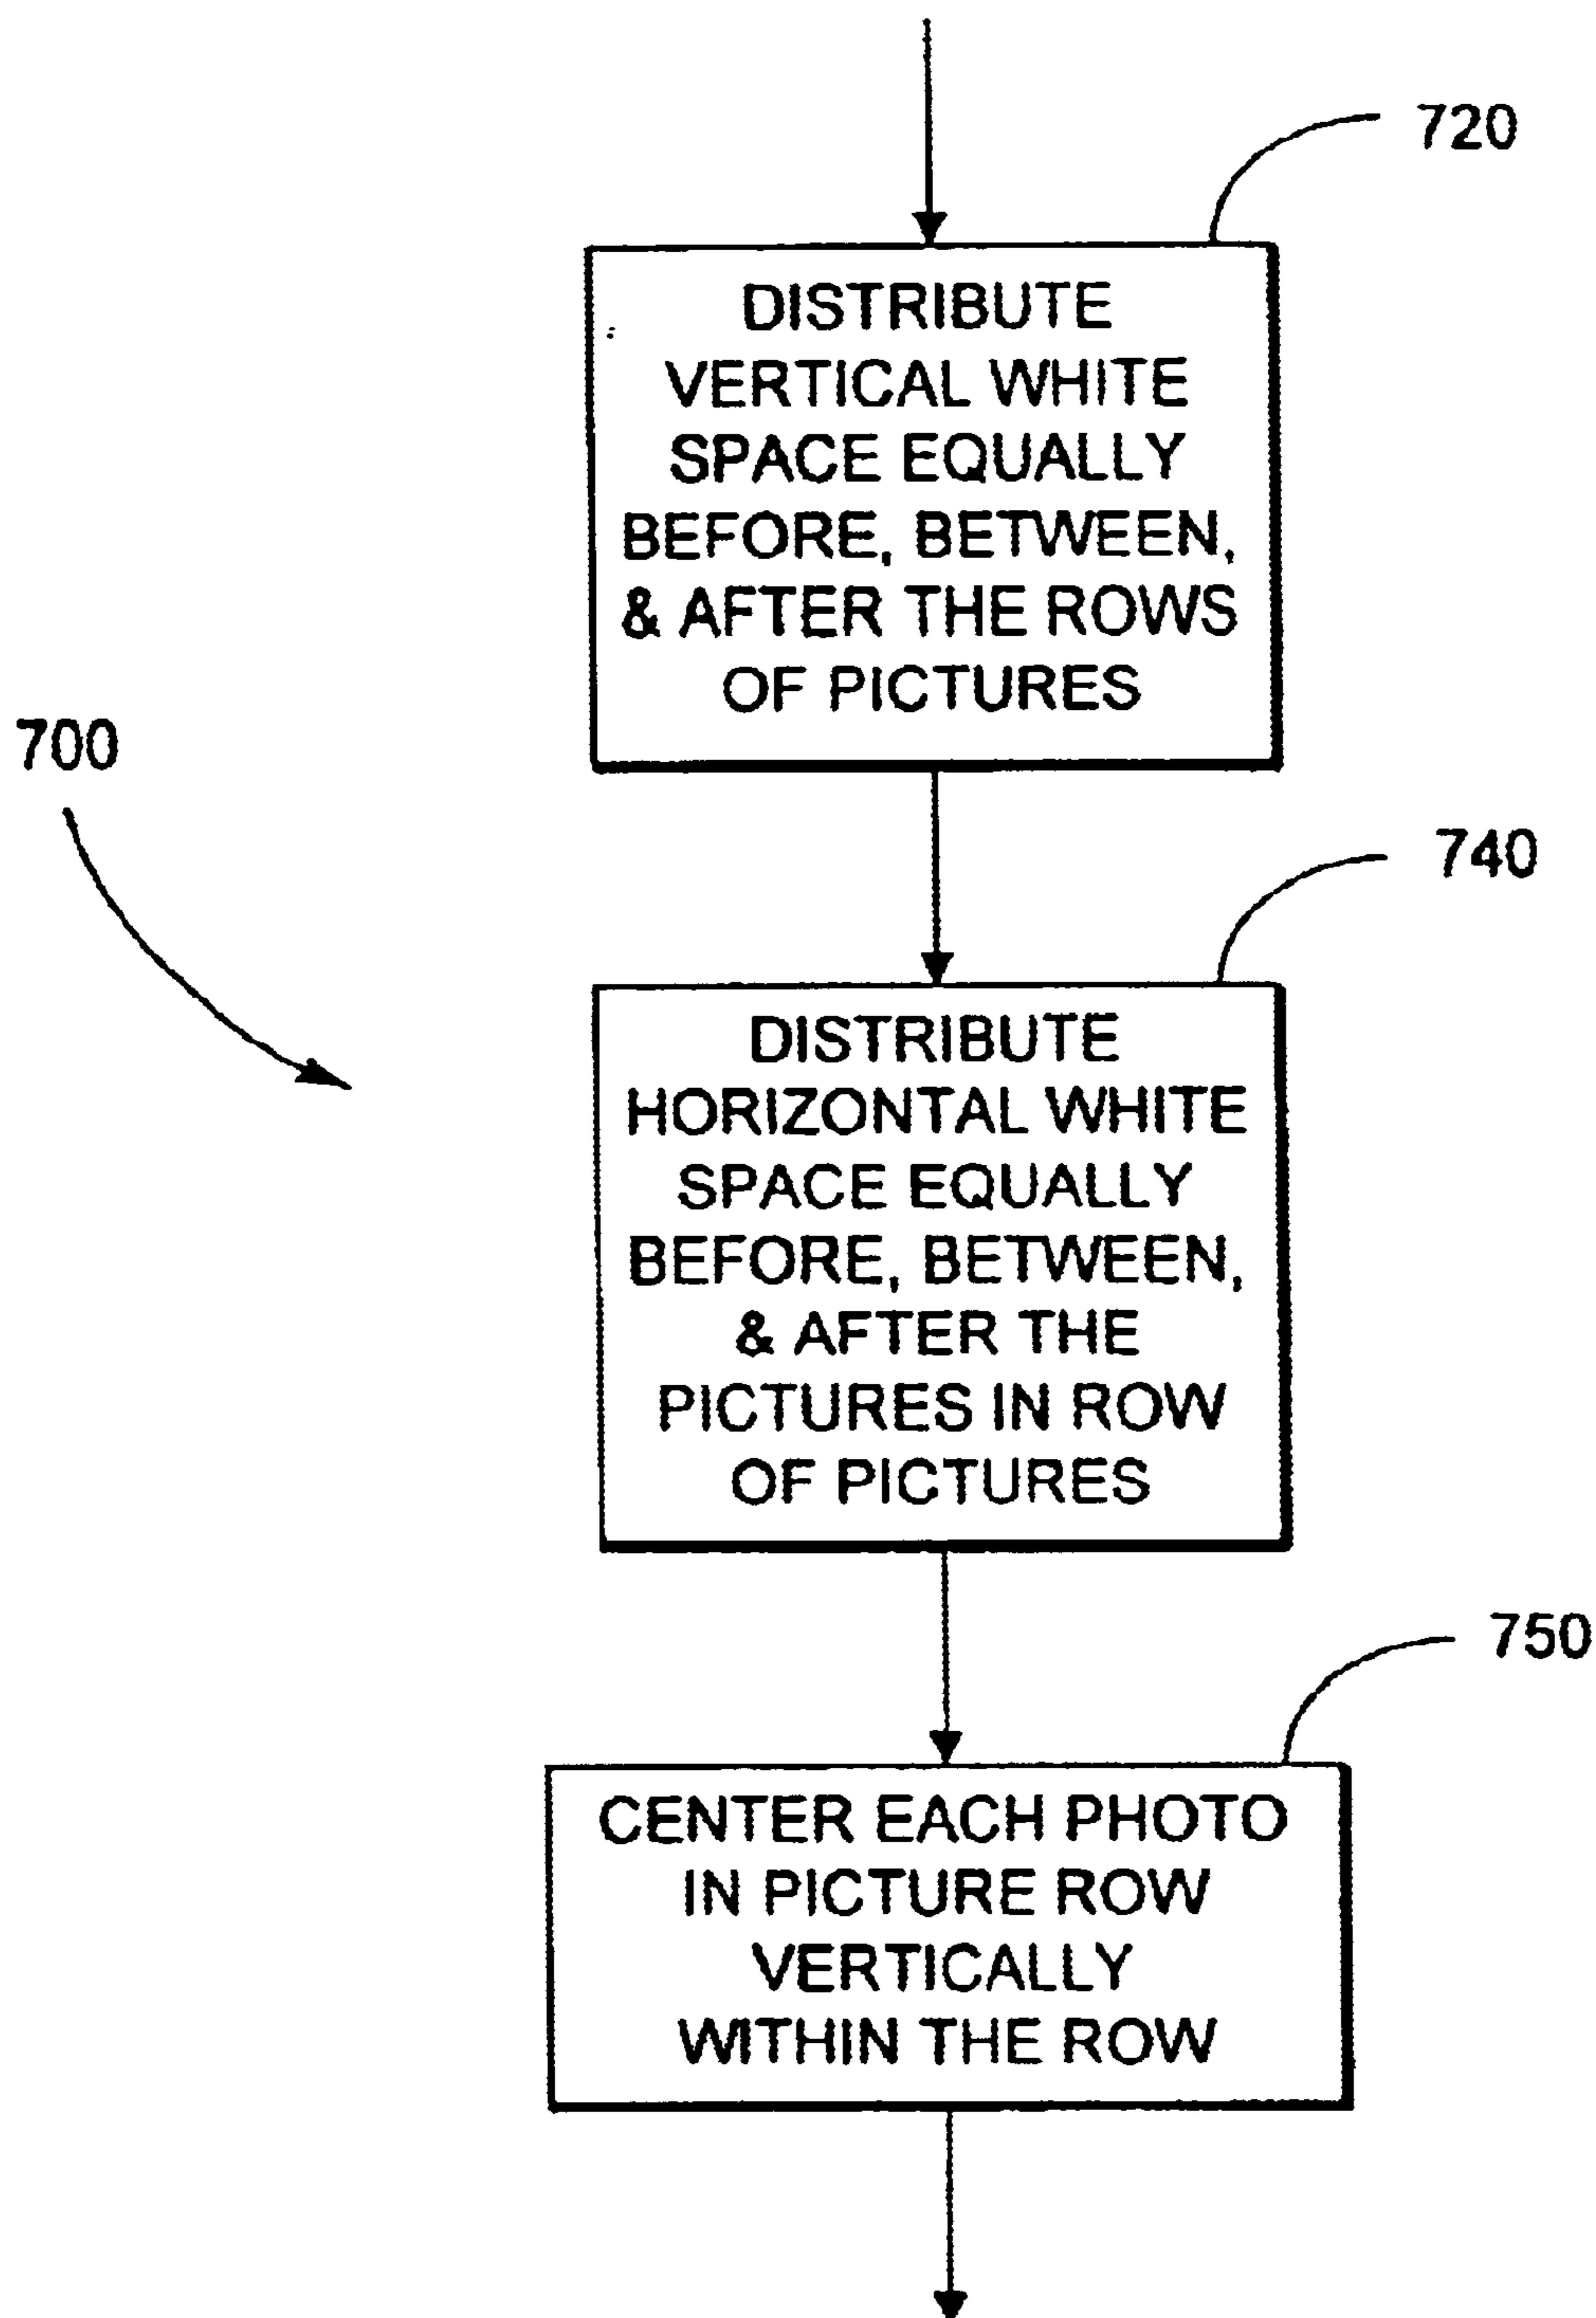 720
DISTRIBUTE
VERTICAL WHITE
SPACE EQUALLY
BEFORE, BETWEEN,
& AFTER THE ROWS
OF PICTURES
700
740
DISTRIBUTE
HORIZONTAL WHITE
SPACE EQUALLY
BEFORE, BETWEEN,
& AFTER THE
PICTURES IN ROW
OF PICTURES
750
CENTER EACH PHOTO
IN PICTURE ROW
VERTICALLY
WITHIN THE ROW